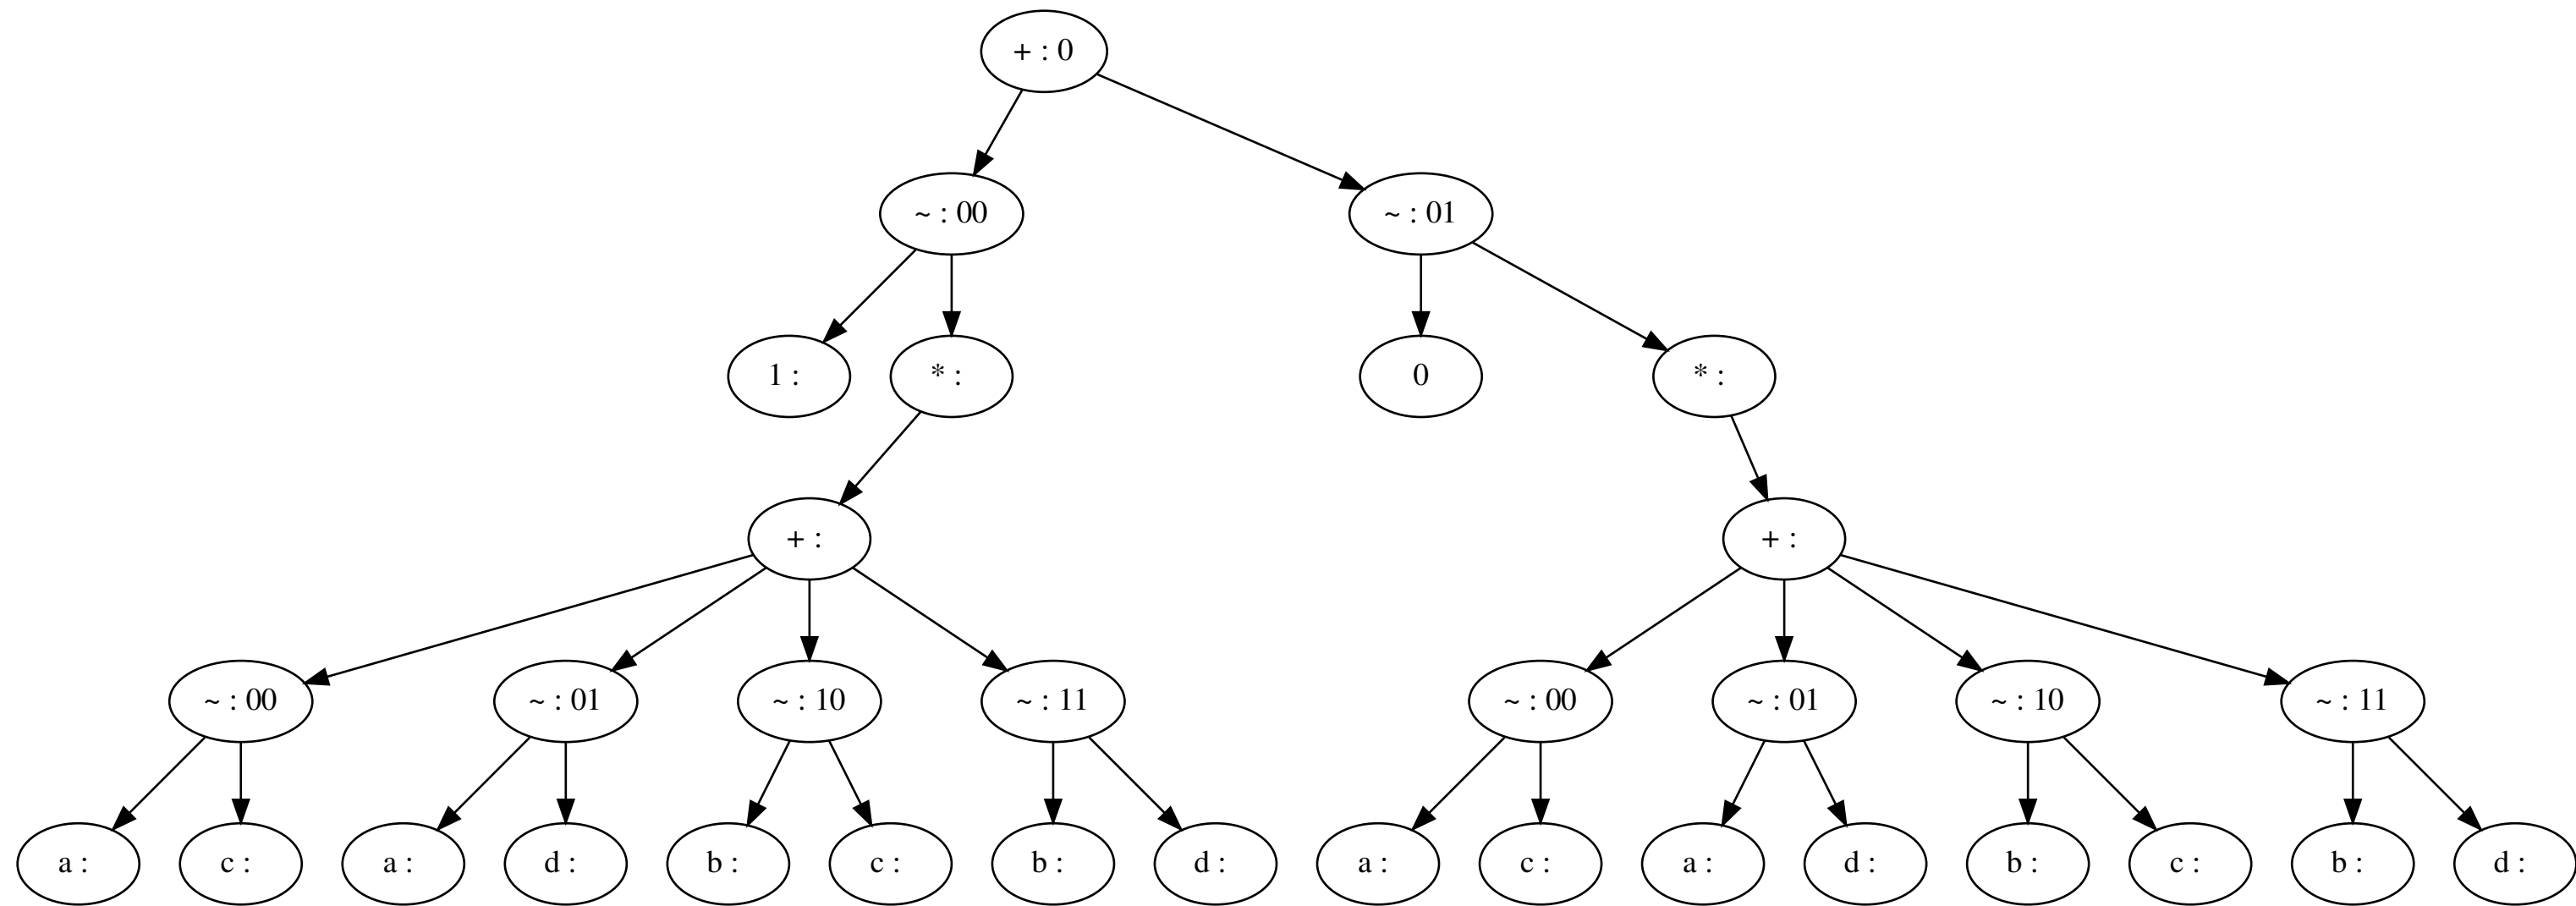 + : 0
~ : 00
~ : 01
1 :
* :
0
* :
+ :
+ :
~ : 00
~ : 01
~ : 10
~ : 11
~ : 00
~ : 01
~ : 10
~ : 11
a :
c :
a :
d :
b :
c :
b :
d :
a :
c :
a :
d :
b :
c :
b :
d :